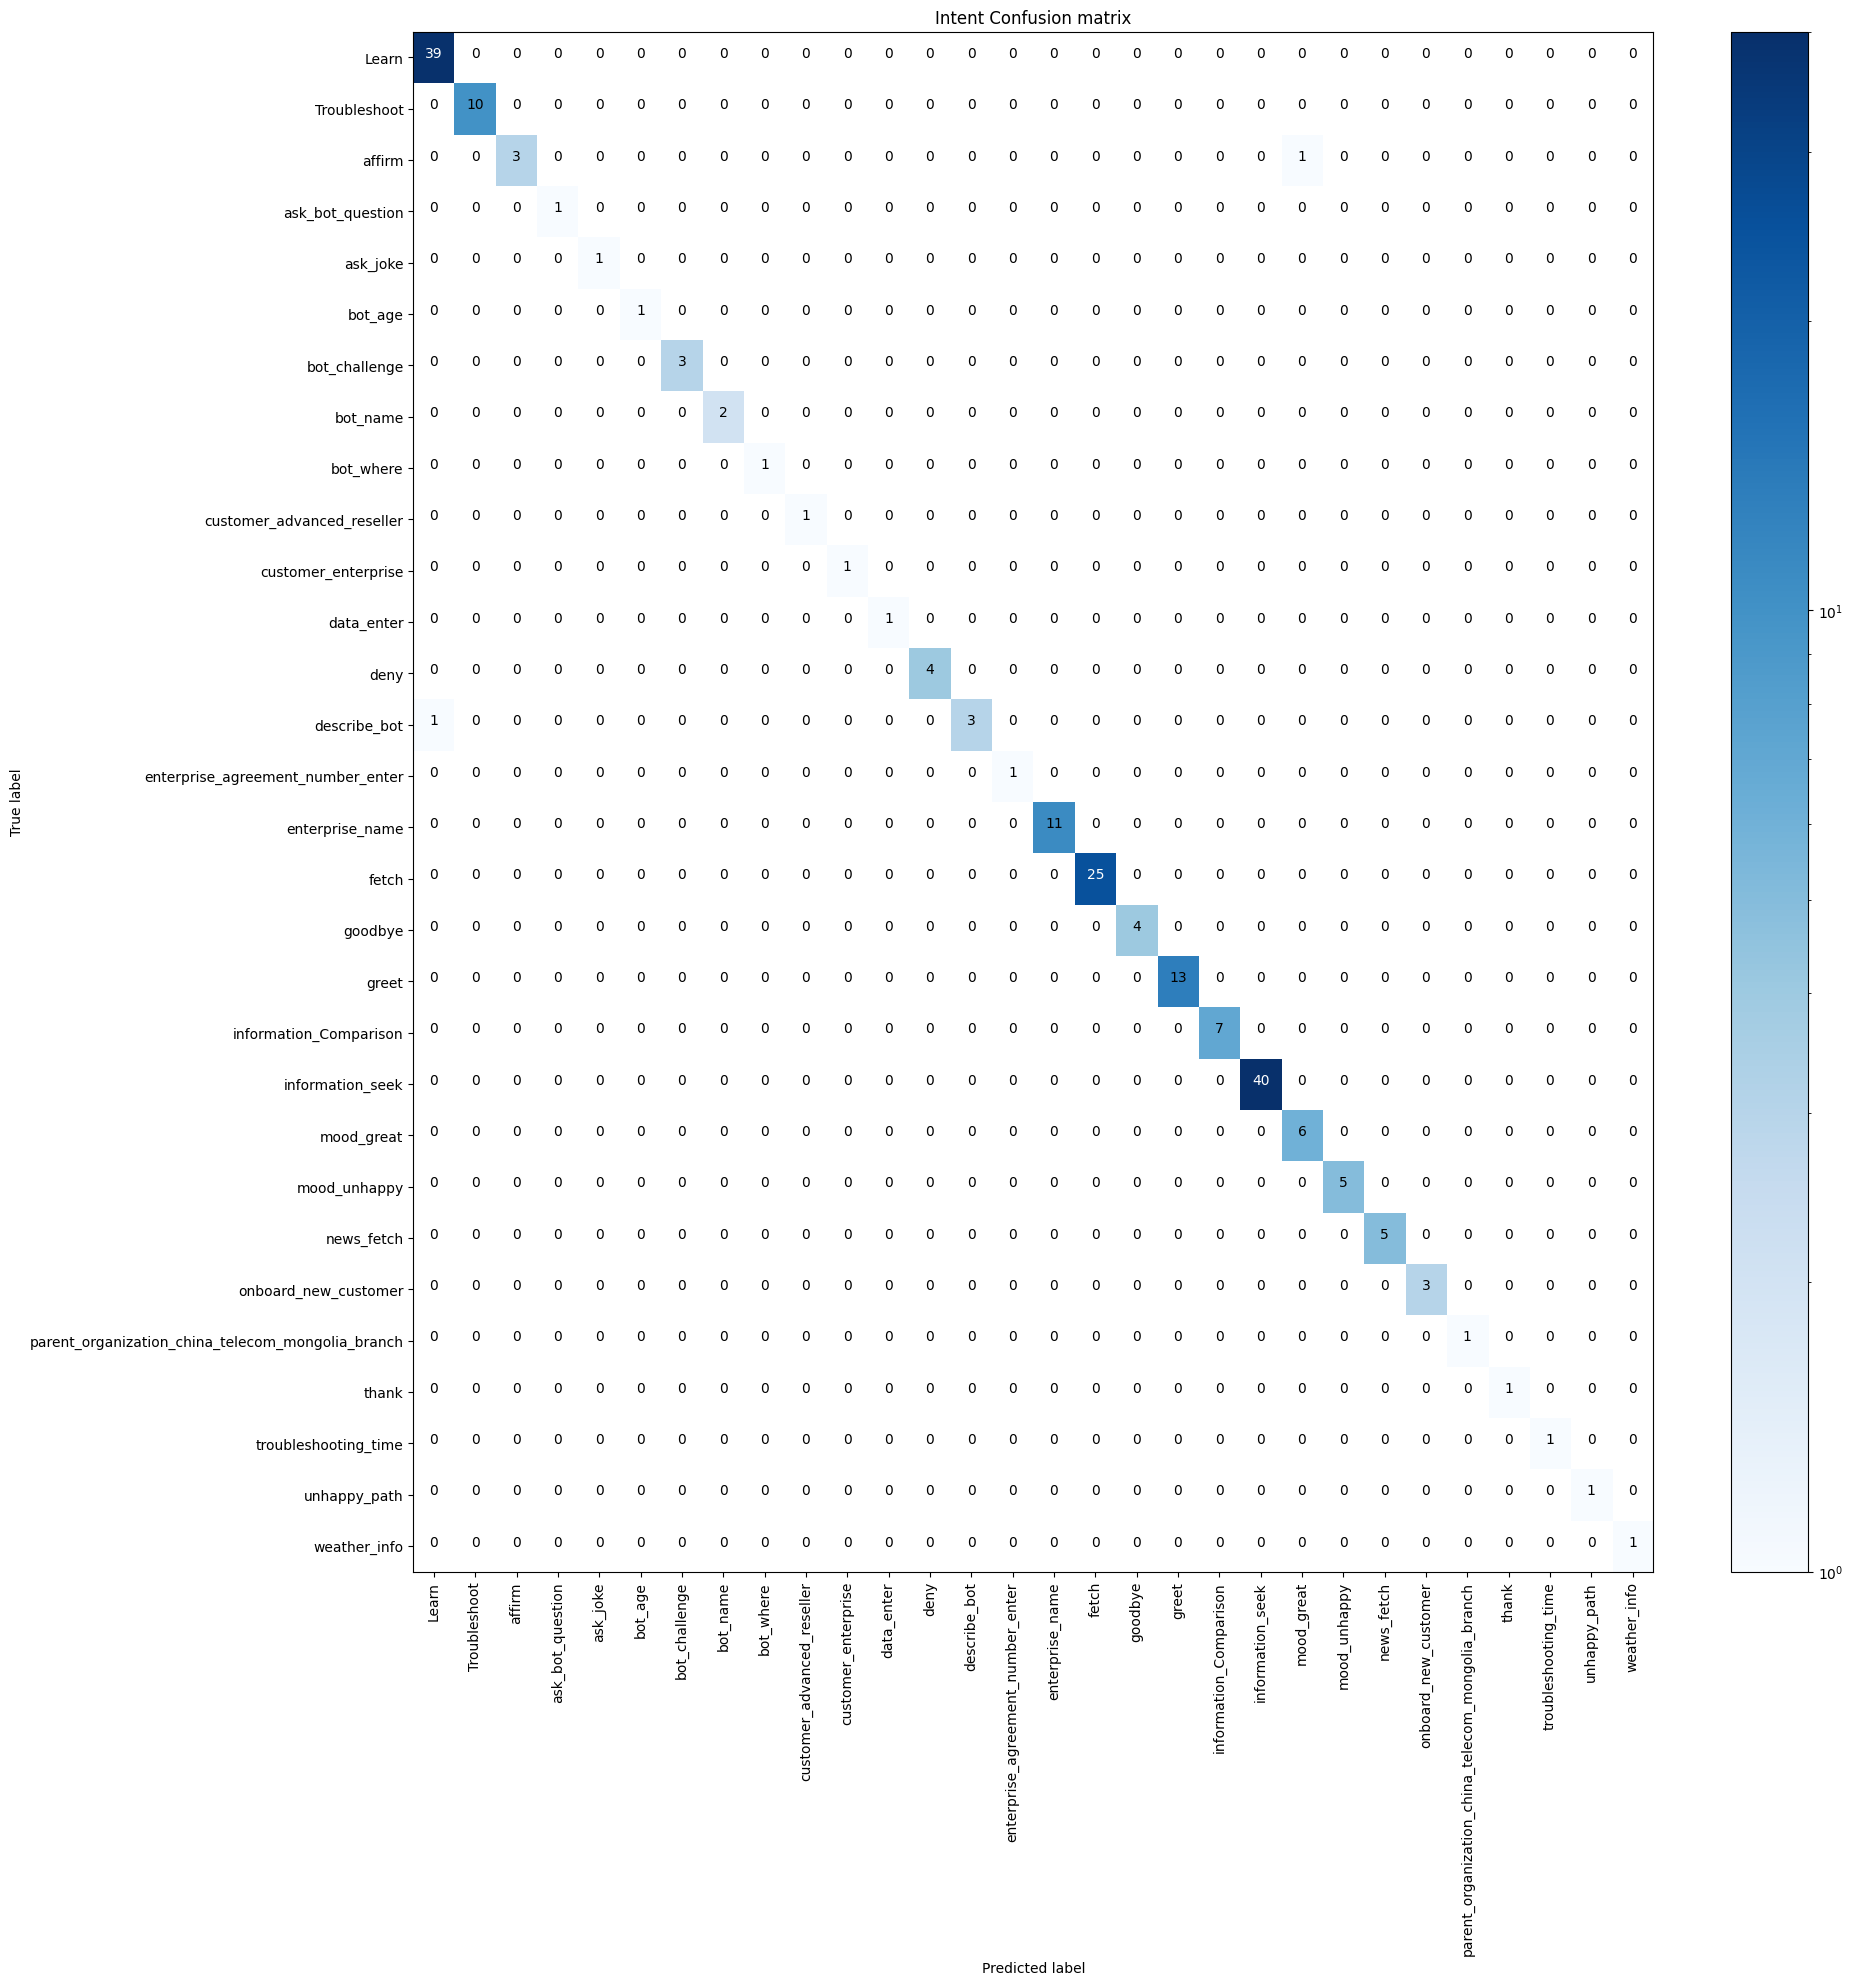 Intent Confusion matrix
Learn 39 0 0 0 0 0 0 0 0 0 0 0 0 0 0 0 0 0 0 0 0 0 0 0 0 0 0 0 0 0
Troubleshoot 0 10 0 0 0 0 0 0 0 0 0 0 0 0 0 0 0 0 0 0 0 0 0 0 0 0 0 0 0 0
affirm 0 0 3 0 0 0 0 0 0 0 0 0 0 0 0 0 0 0 0 0 0 1 0 0 0 0 0 0 0 0
ask_bot_question 0 0 0 1 0 0 0 0 0 0 0 0 0 0 0 0 0 0 0 0 0 0 0 0 0 0 0 0 0 0
ask_joke 0 0 0 0 1 0 0 0 0 0 0 0 0 0 0 0 0 0 0 0 0 0 0 0 0 0 0 0 0 0
bot_age 0 0 0 0 0 1 0 0 0 0 0 0 0 0 0 0 0 0 0 0 0 0 0 0 0 0 0 0 0 0
bot_challenge 0 0 0 0 0 0 3 0 0 0 0 0 0 0 0 0 0 0 0 0 0 0 0 0 0 0 0 0 0 0
bot_name 0 0 0 0 0 0 0 2 0 0 0 0 0 0 0 0 0 0 0 0 0 0 0 0 0 0 0 0 0 0
bot_where 0 0 0 0 0 0 0 0 1 0 0 0 0 0 0 0 0 0 0 0 0 0 0 0 0 0 0 0 0 0
customer_advanced_reseller 0 0 0 0 0 0 0 0 0 1 0 0 0 0 0 0 0 0 0 0 0 0 0 0 0 0 0 0 0 0
customer_enterprise 0 0 0 0 0 0 0 0 0 0 1 0 0 0 0 0 0 0 0 0 0 0 0 0 0 0 0 0 0 0
data_enter 0 0 0 0 0 0 0 0 0 0 0 1 0 0 0 0 0 0 0 0 0 0 0 0 0 0 0 0 0 0
deny 0 0 0 0 0 0 0 0 0 0 0 0 4 0 0 0 0 0 0 0 0 0 0 0 0 0 0 0 0 0
describe_bot 1 0 0 0 0 0 0 0 0 0 0 0 0 3 0 0 0 0 0 0 0 0 0 0 0 0 0 0 0 0
enterprise_agreement_number_enter 0 0 0 0 0 0 0 0 0 0 0 0 0 0 1 0 0 0 0 0 0 0 0 0 0 0 0 0 0 0
enterprise_name 0 0 0 0 0 0 0 0 0 0 0 0 0 0 0 11 0 0 0 0 0 0 0 0 0 0 0 0 0 0
fetch 0 0 0 0 0 0 0 0 0 0 0 0 0 0 0 0 25 0 0 0 0 0 0 0 0 0 0 0 0 0
goodbye 0 0 0 0 0 0 0 0 0 0 0 0 0 0 0 0 0 4 0 0 0 0 0 0 0 0 0 0 0 0
greet 0 0 0 0 0 0 0 0 0 0 0 0 0 0 0 0 0 0 13 0 0 0 0 0 0 0 0 0 0 0
information_Comparison 0 0 0 0 0 0 0 0 0 0 0 0 0 0 0 0 0 0 0 7 0 0 0 0 0 0 0 0 0 0
information_seek 0 0 0 0 0 0 0 0 0 0 0 0 0 0 0 0 0 0 0 0 40 0 0 0 0 0 0 0 0 0
mood_great 0 0 0 0 0 0 0 0 0 0 0 0 0 0 0 0 0 0 0 0 0 6 0 0 0 0 0 0 0 0
mood_unhappy 0 0 0 0 0 0 0 0 0 0 0 0 0 0 0 0 0 0 0 0 0 0 5 0 0 0 0 0 0 0
news_fetch 0 0 0 0 0 0 0 0 0 0 0 0 0 0 0 0 0 0 0 0 0 0 0 5 0 0 0 0 0 0
onboard_new_customer 0 0 0 0 0 0 0 0 0 0 0 0 0 0 0 0 0 0 0 0 0 0 0 0 3 0 0 0 0 0
parent_organization_china_telecom_mongolia_branch 0 0 0 0 0 0 0 0 0 0 0 0 0 0 0 0 0 0 0 0 0 0 0 0 0 1 0 0 0 0
thank 0 0 0 0 0 0 0 0 0 0 0 0 0 0 0 0 0 0 0 0 0 0 0 0 0 0 1 0 0 0
troubleshooting_time 0 0 0 0 0 0 0 0 0 0 0 0 0 0 0 0 0 0 0 0 0 0 0 0 0 0 0 1 0 0
unhappy_path 0 0 0 0 0 0 0 0 0 0 0 0 0 0 0 0 0 0 0 0 0 0 0 0 0 0 0 0 1 0
weather_info 0 0 0 0 0 0 0 0 0 0 0 0 0 0 0 0 0 0 0 0 0 0 0 0 0 0 0 0 0 1
True label
Learn
Troubleshoot
affirm
ask_bot_question
ask_joke
bot_age
bot_challenge
bot_name
bot_where
customer_advanced_reseller
customer_enterprise
data_enter
deny
describe_bot
enterprise_agreement_number_enter
enterprise_name
fetch
goodbye
greet
information_Comparison
information_seek
mood_great
mood_unhappy
news_fetch
onboard_new_customer
parent_organization_china_telecom_mongolia_branch
thank
troubleshooting_time
unhappy_path
weather_info
Predicted label
10¹
10⁰